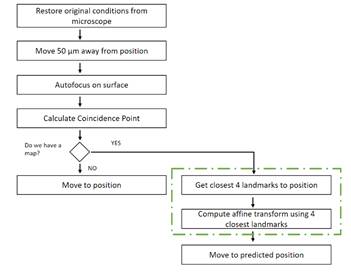 Restore original conditions from
microscope
Move 50 µm away from position
Autofocus on surface
Calculate Coincidence Point
Do we have a
map?
YES
NO
Move to position
Get closest 4 landmarks to position
Compute affine transform using 4
closest landmarks
Move to predicted position